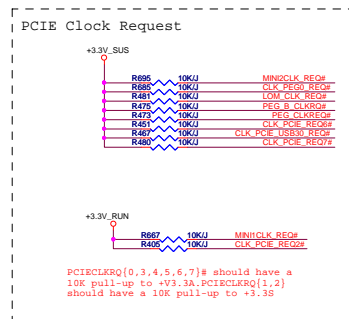 PCIE Clock Request
+3.3V_SUS
R695 10K/J MINI2CLK_REQ#
R685 10K/J CLK_PEG0_REQ#
R481 10K/J LOM_CLK_REQ#
R475 10K/J PEG_B_CLKRQ#
R473 10K/J PEG_CLKREQ#
R451 10K/J CLK_PCIE_REQ6#
R467 10K/J CLK_PCIE_USB30_REQ#
R480 10K/J CLK_PCIE_REQ7#
+3.3V_RUN
R667 10K/J MINI1CLK_REQ#
R405 10K/J CLK_PCIE_REQ2#
PCIECLKRQ{0,3,4,5,6,7}# should have a
10K pull-up to +V3.3A.PCIECLKRQ{1,2}
should have a 10K pull-up to +3.3S